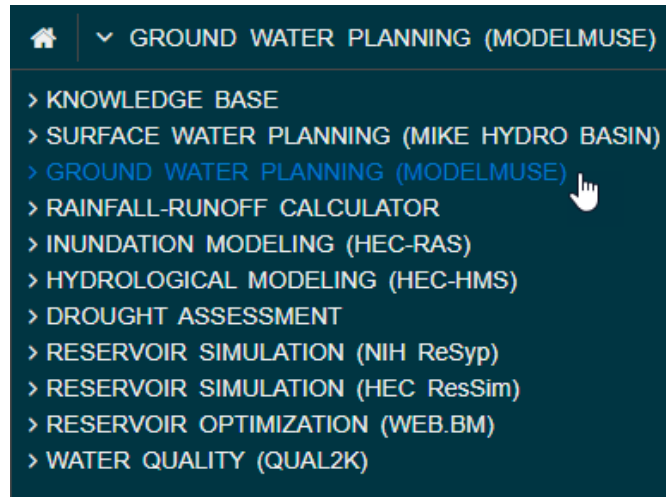 GROUND WATER PLANNING (MODELMUSE)
KNOWLEDGE BASE
SURFACE WATER PLANNING (MIKE HYDRO BASIN)
GROUND WATER PLANNING (MODELMUSE)
RAINFALL-RUNOFF CALCULATOR
INUNDATION MODELING (HEC-RAS)
HYDROLOGICAL MODELING (HEC-HMS)
DROUGHT ASSESSMENT
RESERVOIR SIMULATION (NIH ReSyp)
RESERVOIR SIMULATION (HEC ResSim)
RESERVOIR OPTIMIZATION (WEB.BM)
WATER QUALITY (QUAL2K)